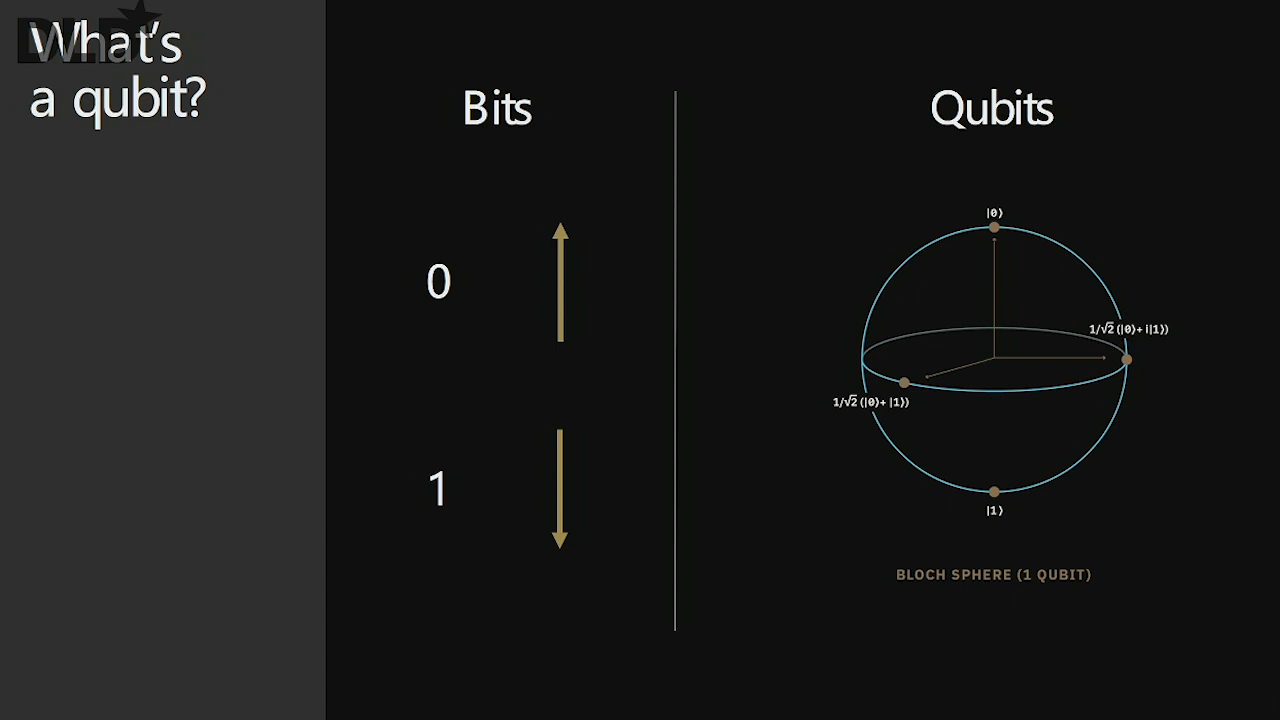 DLD
What's
a qubit?
Bits
Qubits
0
1
|0⟩
1/√2 (|0⟩+ i|1⟩)
1/√2 (|0⟩+ |1⟩)
|1⟩
BLOCH SPHERE (1 QUBIT)